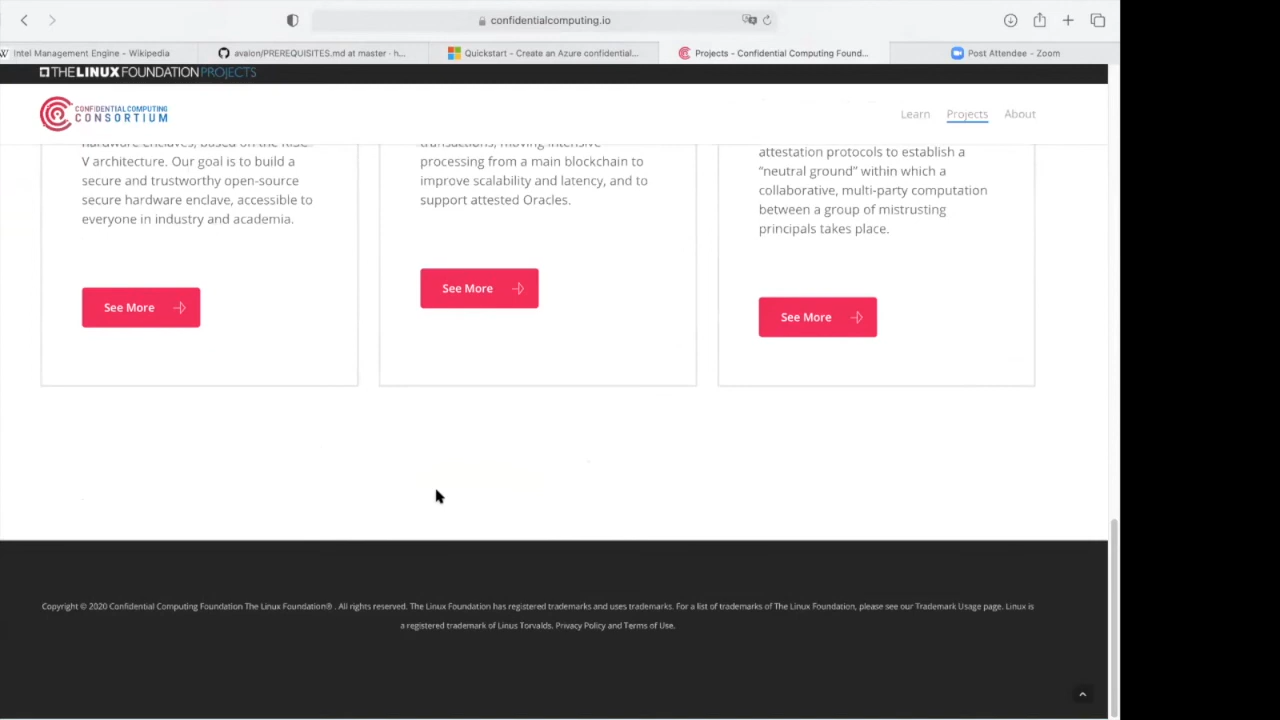 confidentialcomputing.io
Intel Management Engine - Wikipedia
avalon/PREREQUISITES.md at master · h...
Quickstart - Create an Azure confidential...
Projects - Confidential Computing Found...
Post Attendee - Zoom
THE LINUX FOUNDATION PROJECTS
CONFIDENTIAL COMPUTING
CONSORTIUM
Learn
Projects
About
hardware enclaves, based on the RISC-
V architecture. Our goal is to build a
secure and trustworthy open-source
secure hardware enclave, accessible to
everyone in industry and academia.
See More
transactions, moving intensive
processing from a main blockchain to
improve scalability and latency, and to
support attested Oracles.
See More
attestation protocols to establish a
“neutral ground” within which a
collaborative, multi-party computation
between a group of mistrusting
principals takes place.
See More
Copyright © 2020 Confidential Computing Foundation The Linux Foundation® . All rights reserved. The Linux Foundation has registered trademarks and uses trademarks. For a list of trademarks of The Linux Foundation, please see our Trademark Usage page. Linux is
a registered trademark of Linus Torvalds. Privacy Policy and Terms of Use.